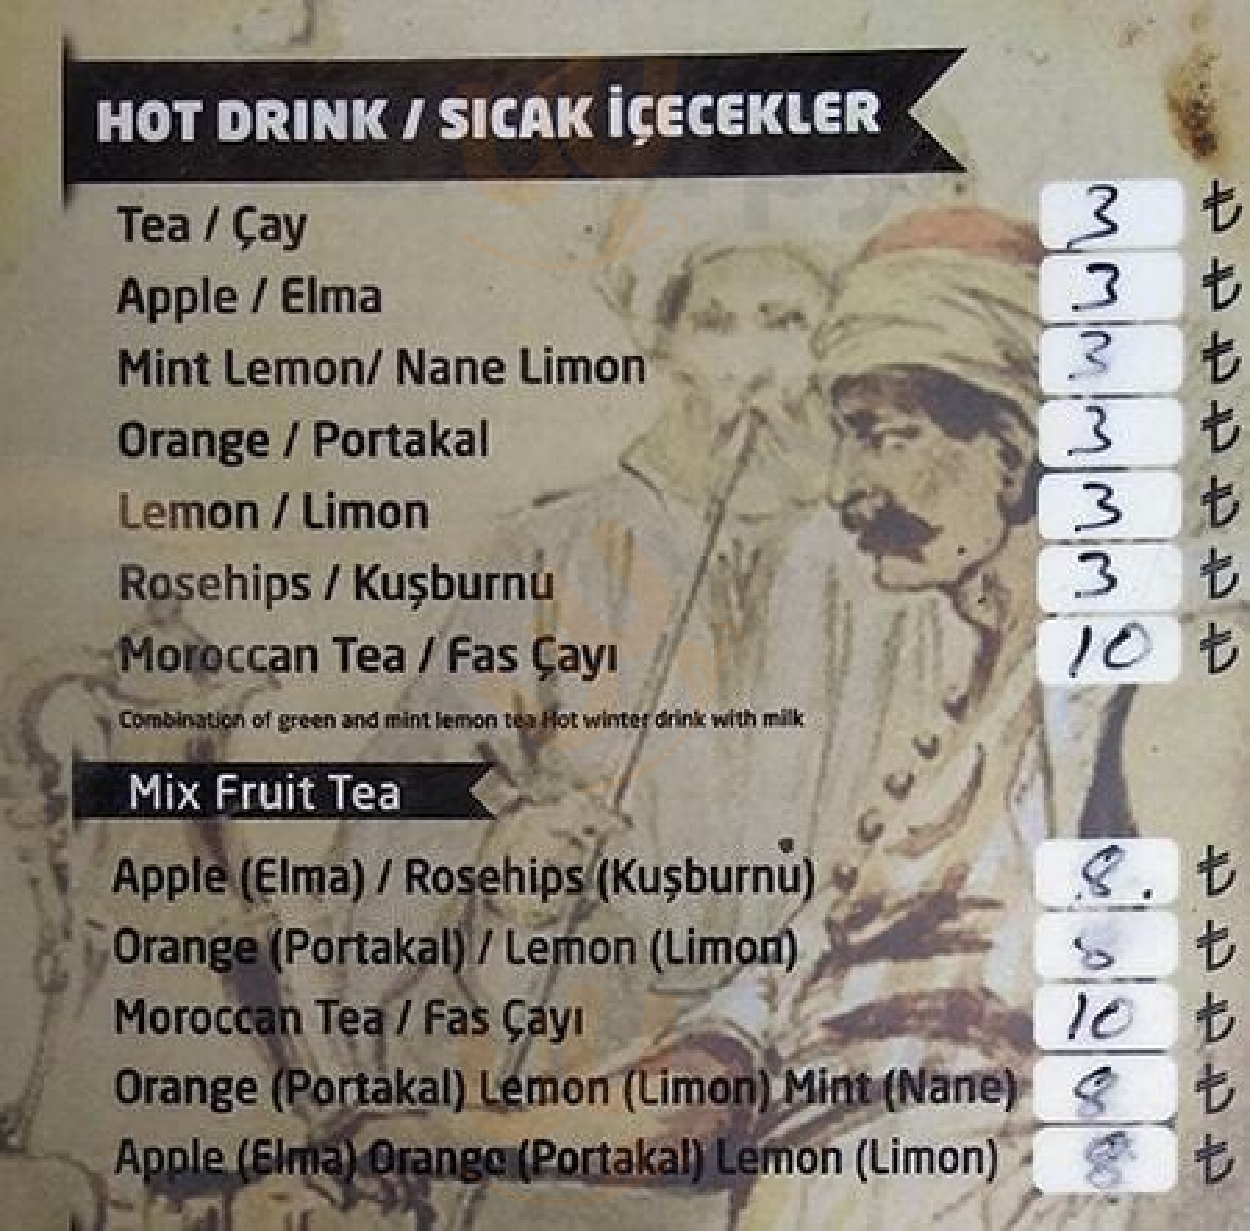 HOT DRINK / SICAK İÇECEKLER
Tea / Çay 3 ₺
Apple / Elma 3 ₺
Mint Lemon/ Nane Limon 3 ₺
Orange / Portakal 3 ₺
Lemon / Limon 3 ₺
Rosehips / Kuşburnu 3 ₺
Moroccan Tea / Fas Çayı 10 ₺
Combination of green and mint lemon tea Hot winter drink with milk
Mix Fruit Tea
Apple (Elma) / Rosehips (Kuşburnu) 8 ₺
Orange (Portakal) / Lemon (Limon) ₺
Moroccan Tea / Fas Çayı 10 ₺
Orange (Portakal) Lemon (Limon) Mint (Nane) 8 ₺
Apple (Elma) Orange (Portakal) Lemon (Limon) 8 ₺